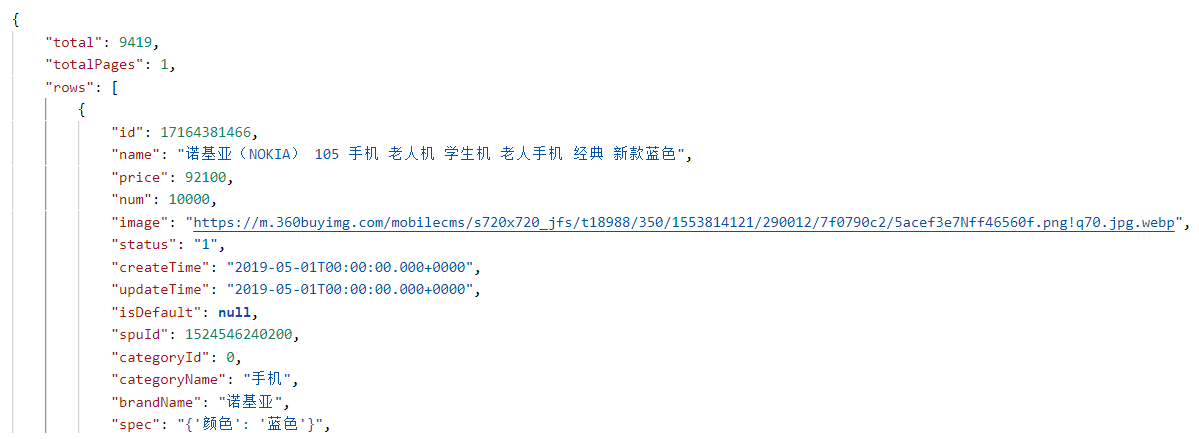 {
"total": 9419,
"totalPages": 1,
"rows": [
{
"id": 17164381466,
"name": "诺基亚（NOKIA） 105 手机 老人机 学生机 老人手机 经典 新款蓝色",
"price": 92100,
"num": 10000,
"image": "https://m.360buyimg.com/mobilecms/s720x720_jfs/t18988/350/1553814121/290012/7f0790c2/5acef3e7Nff46560f.png!q70.jpg.webp",
"status": "1",
"createTime": "2019-05-01T00:00:00.000+0000",
"updateTime": "2019-05-01T00:00:00.000+0000",
"isDefault": null,
"spuId": 1524546240200,
"categoryId": 0,
"categoryName": "手机",
"brandName": "诺基亚",
"spec": "{'颜色': '蓝色'}",